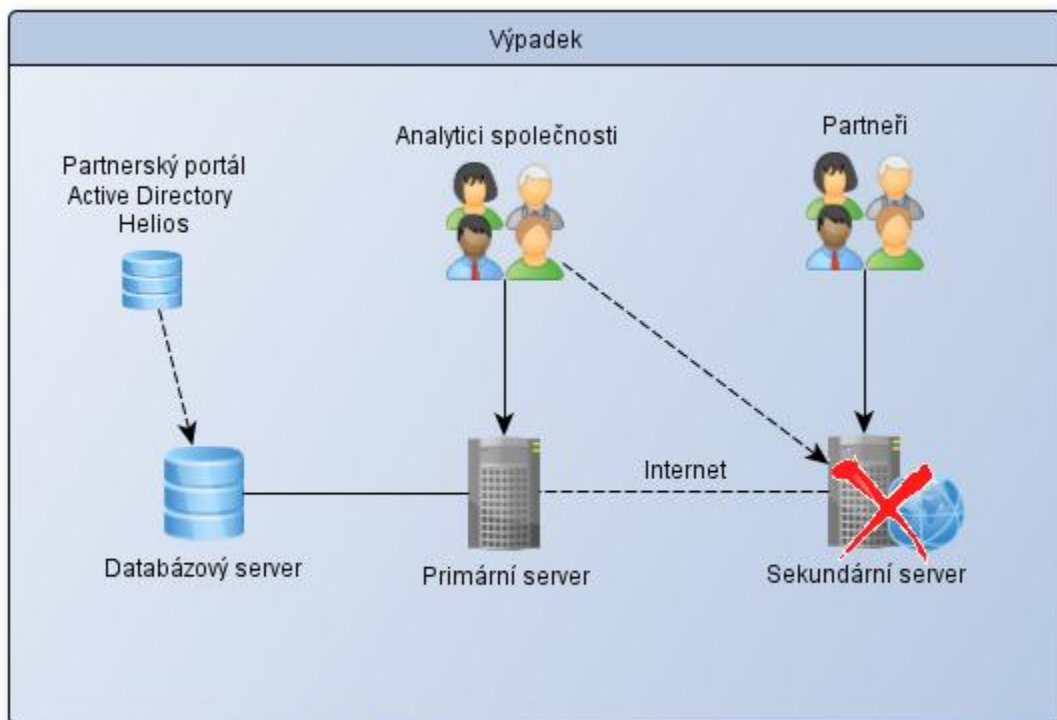 Výpadek
Analytici společnosti
Partneři
Partnerský portál
Active Directory
Helios
Internet
Databázový server
Primární server
Sekundární server